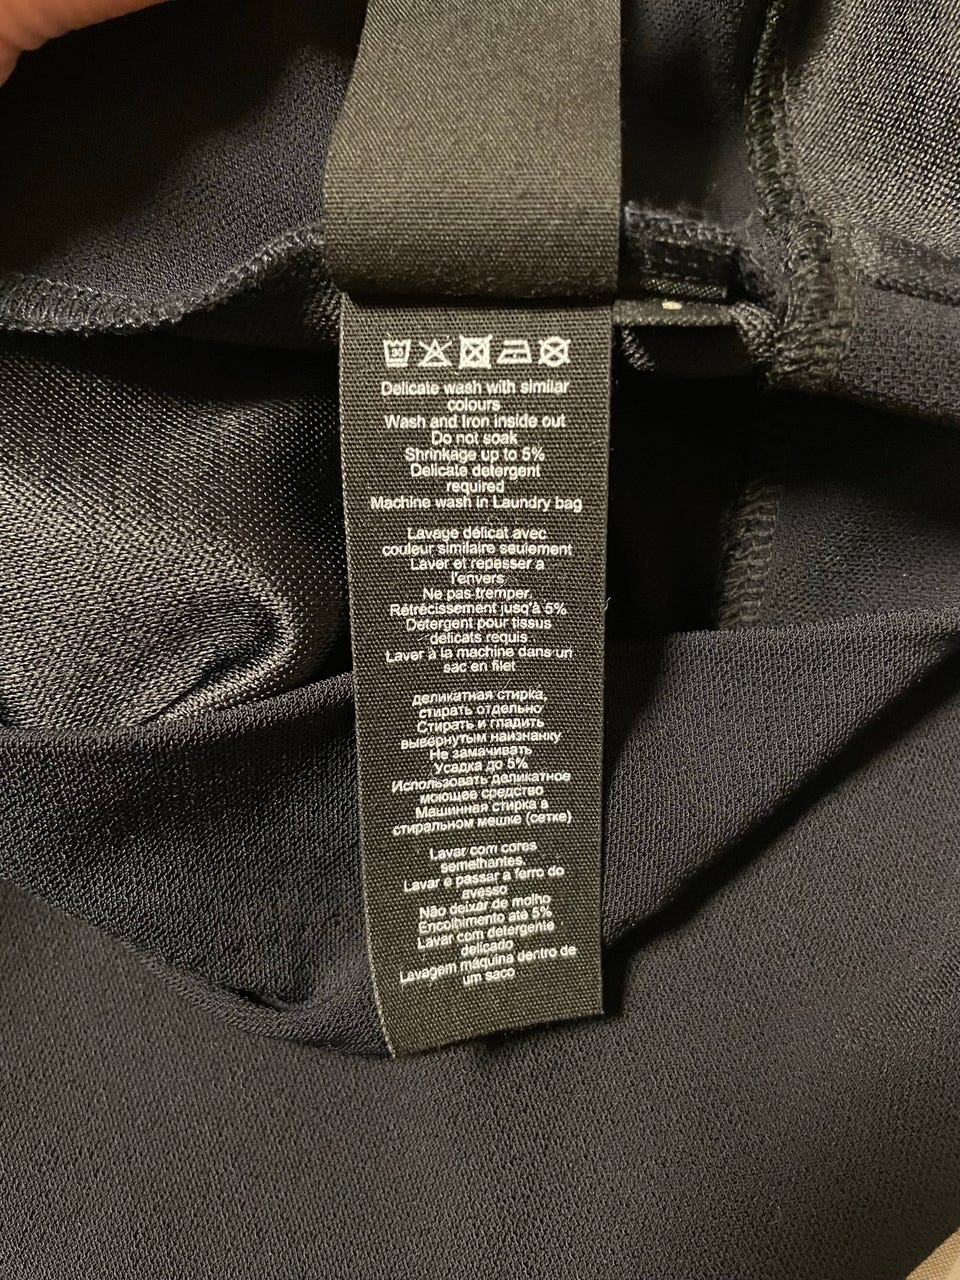 30
Delicate wash with similar
colours
Wash and Iron inside out
Do not soak
Shrinkage up to 5%
Delicate detergent
required
Machine wash in Laundry bag
Lavage délicat avec
couleur similaire seulement
Laver et repasser a
l'envers
Ne pas tremper.
Rétrécissement jusq'à 5%
Détergent pour tissus
délicats requis
Laver à la machine dans un
sac en filet
деликатная стирка,
стирать отдельно
Стирать и гладить
вывернутым наизнанку
Не замачивать
Усадка до 5%
Использовать деликатное
моющее средство
Машинная стирка в
стиральном мешке (сетке)
Lavar com cores
semelhantes.
Lavar e passar a ferro do
avesso
Não deixar de molho
Encolhimento até 5%
Lavar com detergente
delicado
Lavagem máquina dentro de
um saco